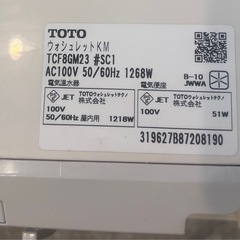 TOTO
ウォシュレットKM
TCF8GM23 #SC1
AC100V 50/60Hz 1268W
電気温水器
電気便座
B-10
JWWA
JET TOTOウォシュレットテクノ株式会社
100V
50/60Hz 屋内用 1218W
JET TOTOウォシュレットテクノ株式会社
100V
51W
319627B87208190